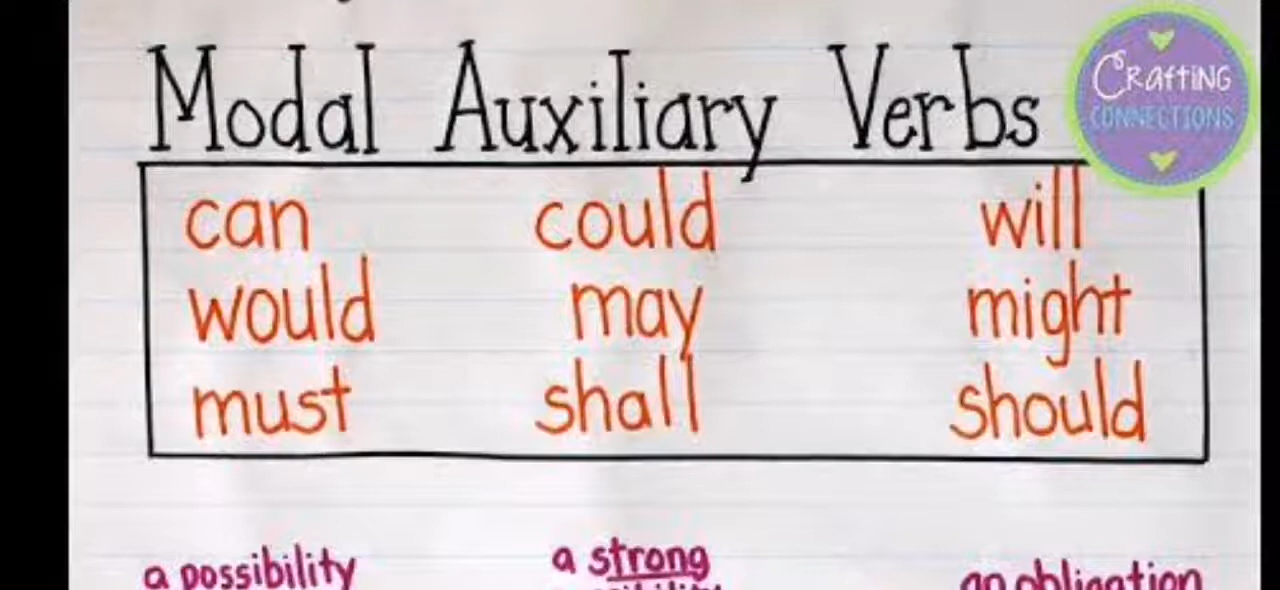 Modal Auxiliary Verbs
CRAFTING
CONNECTIONS
can could will
would may might
must shall should
a possibility a strong an obligation